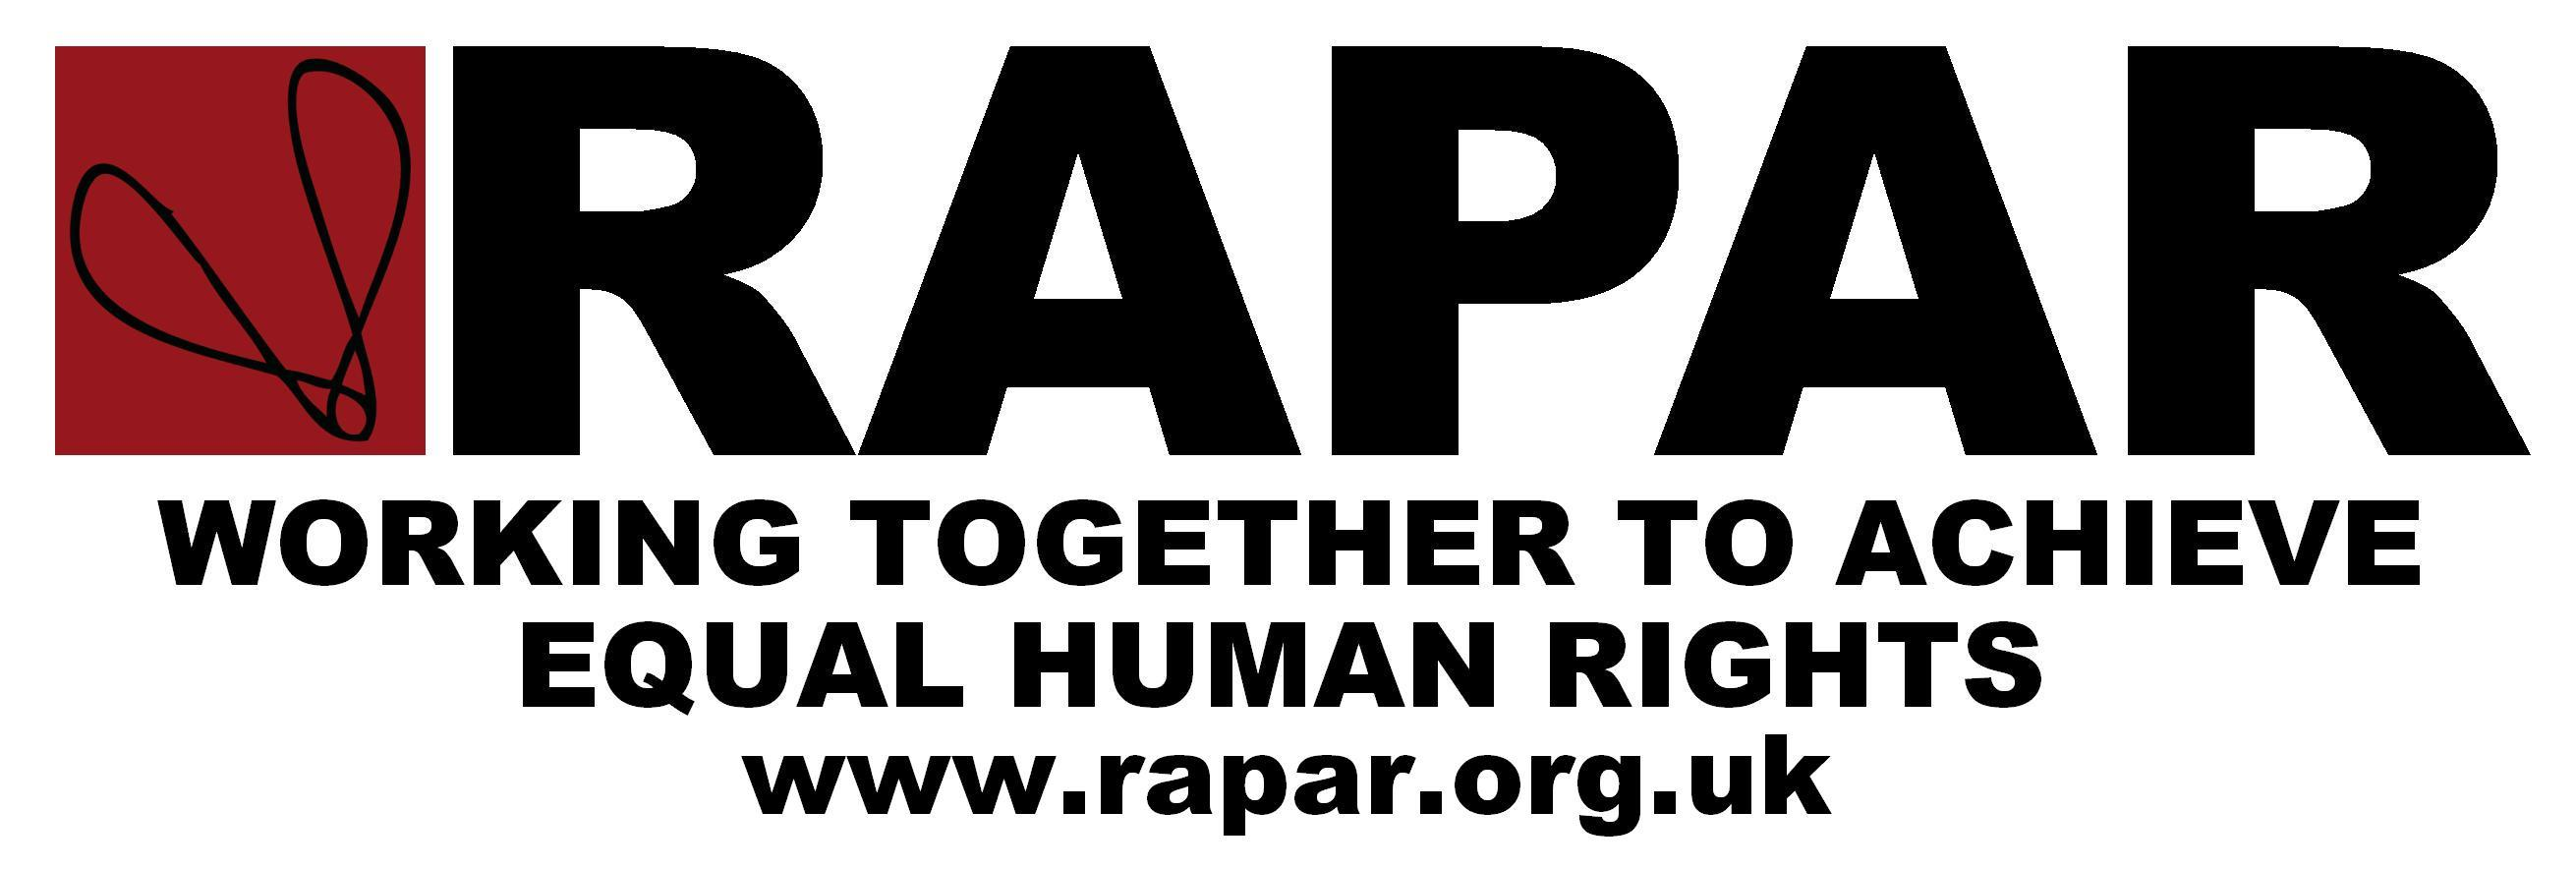 RAPAR
WORKING TOGETHER TO ACHIEVE
EQUAL HUMAN RIGHTS
www.rapar.org.uk